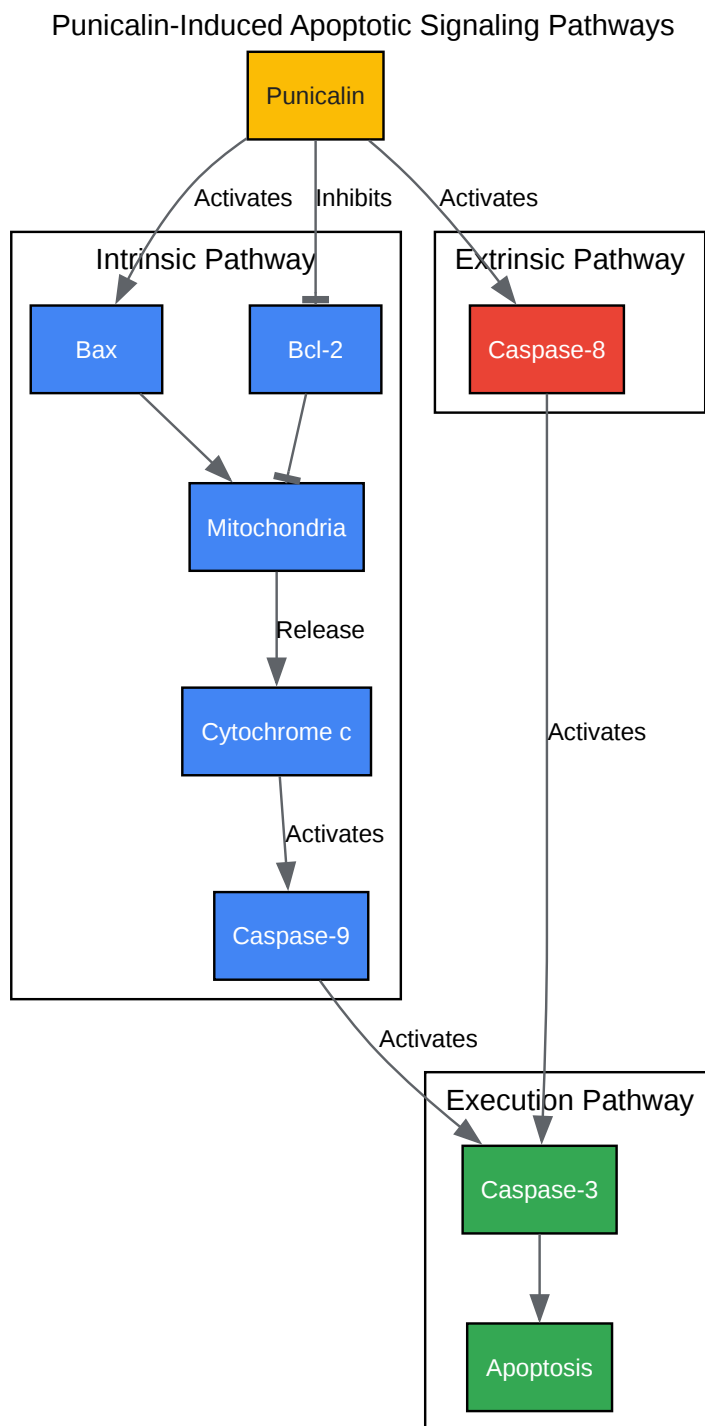 Punicalin-Induced Apoptotic Signaling Pathways
Punicalin
Activates
Inhibits
Activates
Intrinsic Pathway
Extrinsic Pathway
Bax
Bcl-2
Caspase-8
Mitochondria
Release
Cytochrome c
Activates
Activates
Caspase-9
Activates
Execution Pathway
Caspase-3
Apoptosis